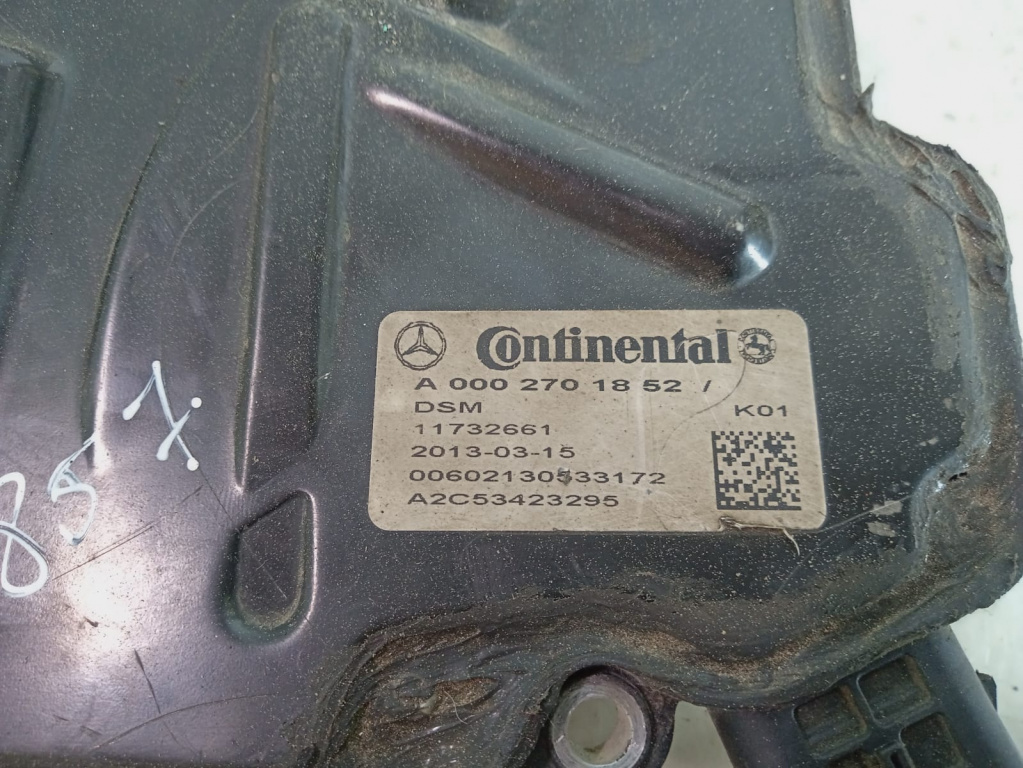 Continental
A 000 270 18 52 /
DSM K01
11732661
2013-03-15
00602130533172
A2C53423295